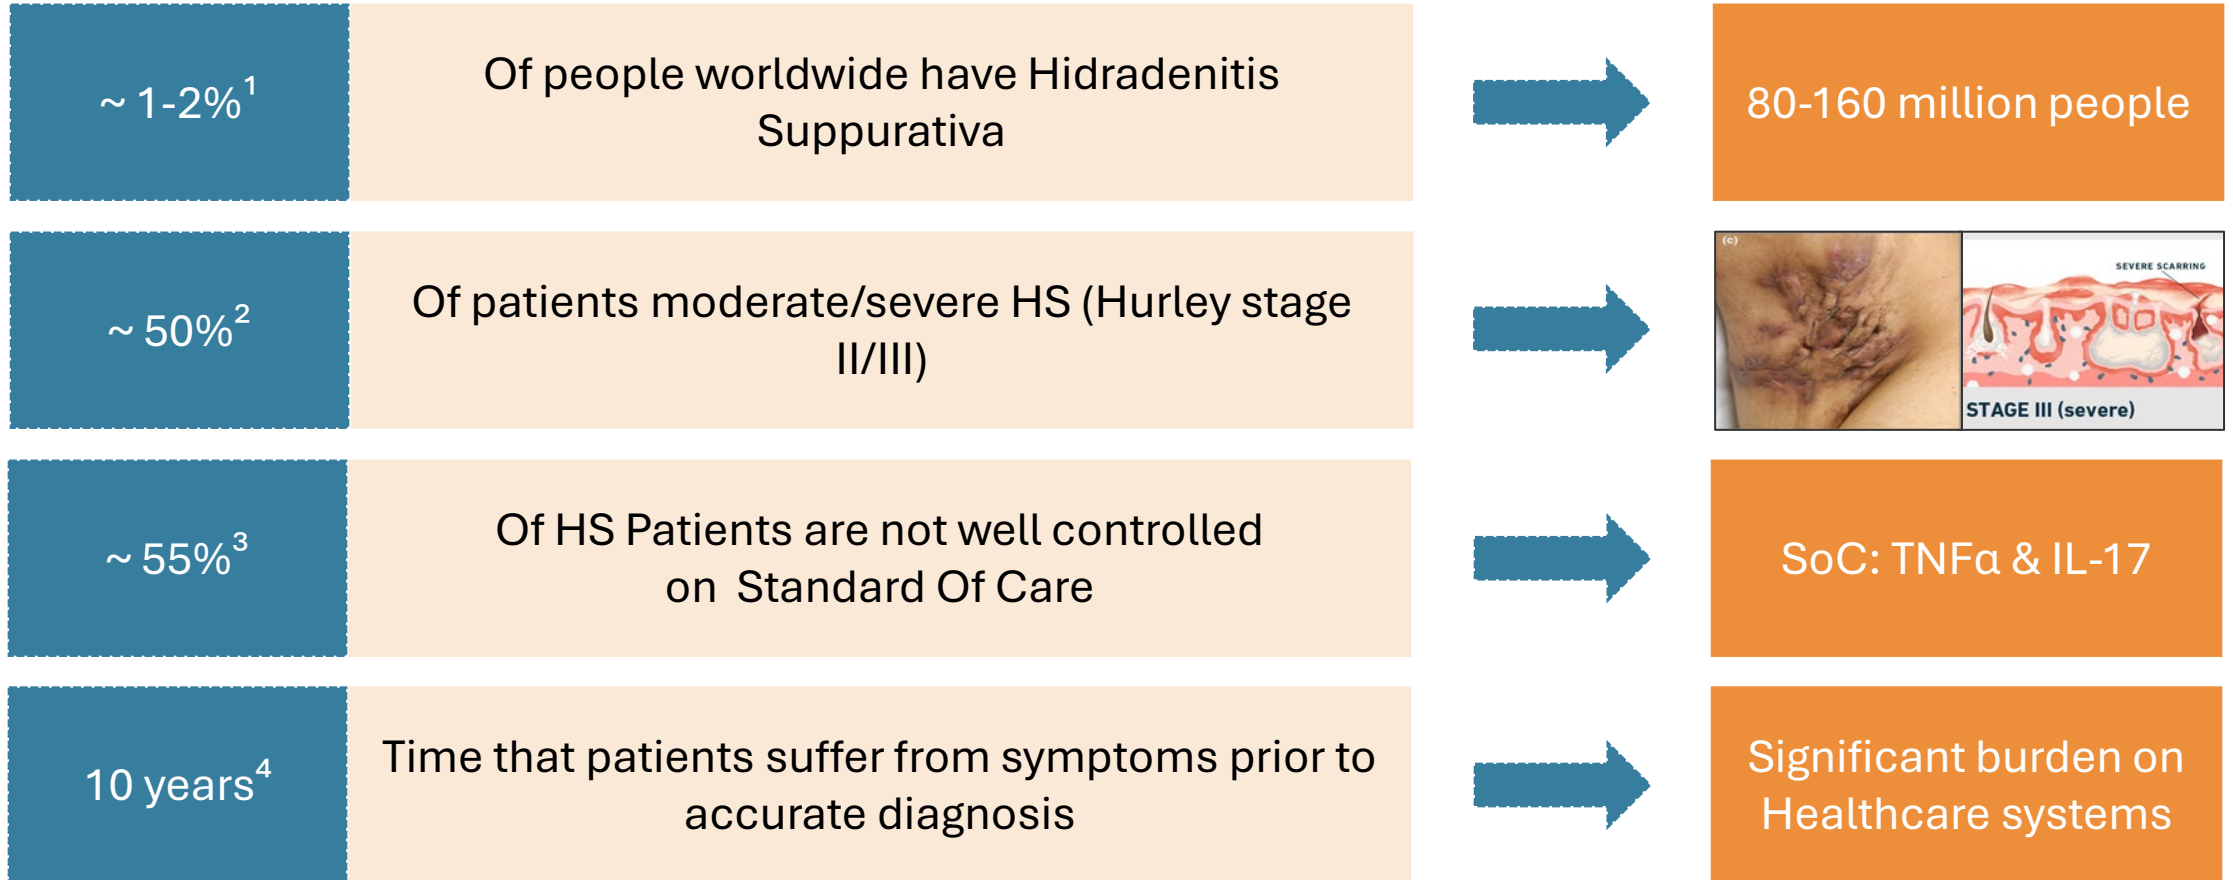 ~ 1-2%¹
Of people worldwide have Hidradenitis
Suppurativa
80-160 million people
~ 50%²
Of patients moderate/severe HS (Hurley stage
II/III)
(c)
SEVERE SCARRING
STAGE III (severe)
~ 55%³
Of HS Patients are not well controlled
on  Standard Of Care
SoC: TNFα & IL-17
10 years⁴
Time that patients suffer from symptoms prior to
accurate diagnosis
Significant burden on
Healthcare systems